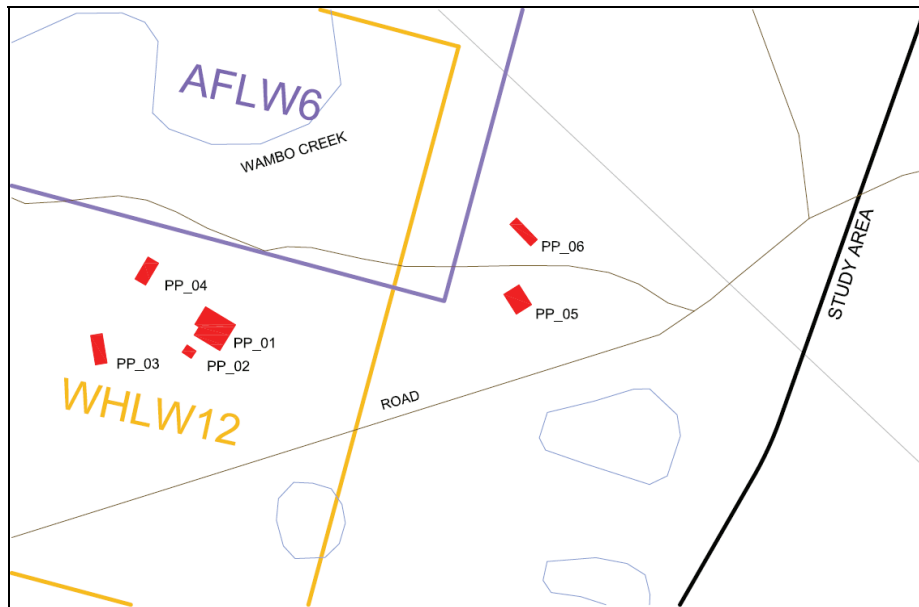 AFLW6
WAMBO CREEK
PP_06
STUDY AREA
PP_04
PP_05
PP_01
PP_03
PP_02
WHLW12
ROAD